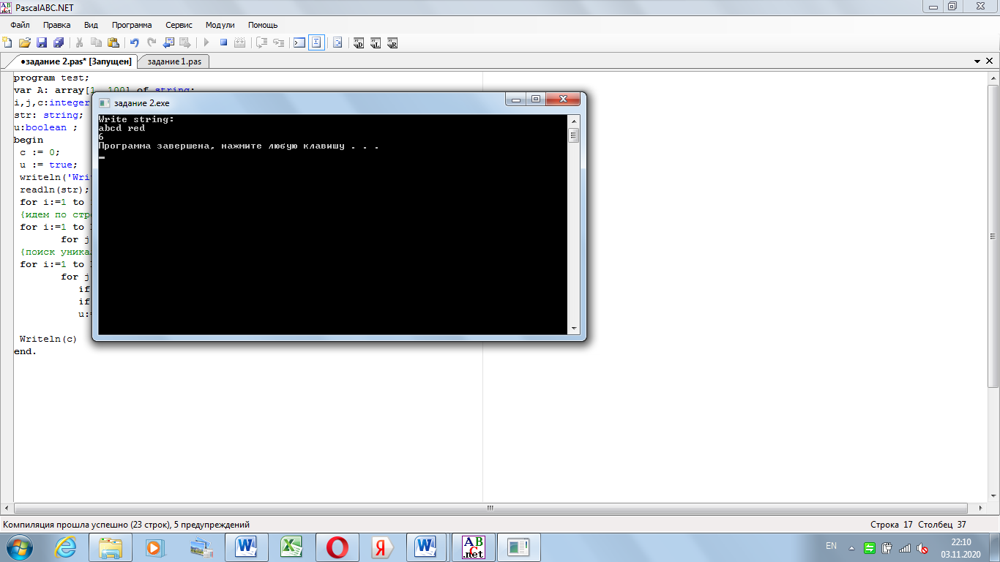 PascalABC.NET
Файл Правка Вид Программа Сервис Модули Помощь
•задание 2.pas* [Запущен] задание 1.pas
program test;
var A: array[1..100] of string;
i,j,c:integer
str: string;
u:boolean ;
begin
c := 0;
u := true;
writeln('Wri
readln(str);
for i:=1 to
{идем по стро
for i:=1 to
for j
{поиск уника
for i:=1 to
for j
if
if
u:=
Writeln(c)
end.
задание 2.exe
Write string:
abcd red
6
Программа завершена, нажмите любую клавишу . . .
Компиляция прошла успешно (23 строк), 5 предупреждений
Строка 17 Столбец 37
EN
22:10
03.11.2020